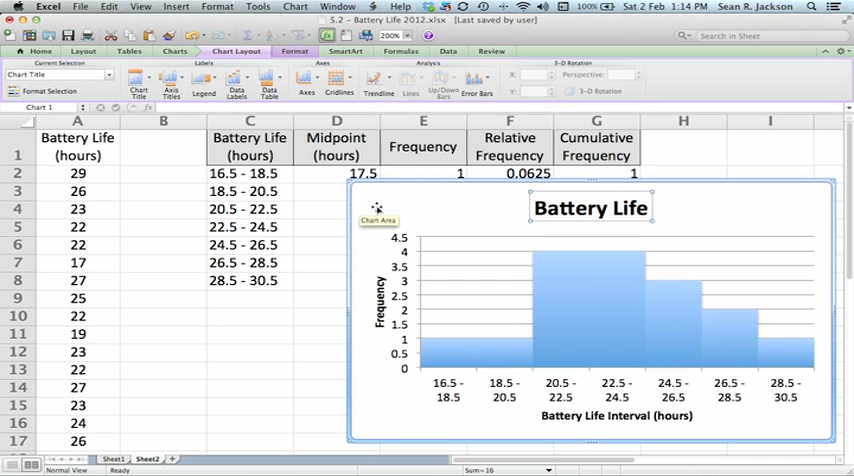 Excel File Edit View Insert Format Tools Data Chart Window Help 100% Sat 2 Feb 1:14 PM Sean R. Jackson
5.2 – Battery Life 2012.xlsx [Last saved by user]
200% Search in Sheet
Home Layout Tables Charts Chart Layout Format SmartArt Formulas Data Review
Current Selection Labels Axes Analysis 3-D Rotation
Chart Title X: Perspective:
Format Selection Y: 3-D Rotation
Chart Title Axis Titles Legend Data Labels Data Table Axes Gridlines Trendline Up/Down Bars Error Bars
Chart 1 fx
A B C D E F G H I
1 Battery Life (hours) Battery Life (hours) Midpoint (hours) Frequency Relative Frequency Cumulative Frequency
2 29 16.5 - 18.5 17.5 1 0.0625 1
3 26 18.5 - 20.5
4 23 20.5 - 22.5
5 22 22.5 - 24.5
6 22 24.5 - 26.5
7 17 26.5 - 28.5
8 27 28.5 - 30.5
9 25
10 22
11 19
12 23
13 22
14 27
15 23
16 24
17 26
Battery Life
Chart Area
4.5
4
3.5
3
2.5
2
1.5
1
0.5
0
Frequency
16.5 - 18.5 - 20.5 - 22.5 - 24.5 - 26.5 - 28.5 -
18.5 20.5 22.5 24.5 26.5 28.5 30.5
Battery Life Interval (hours)
Sheet1 Sheet2
Normal View Ready Sum=16